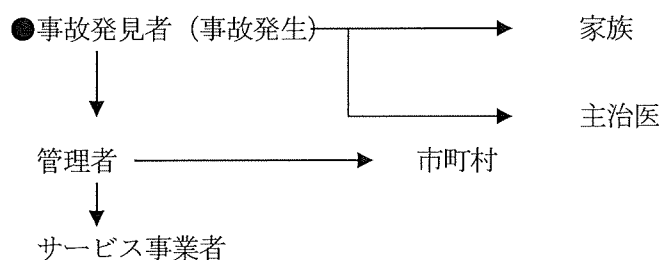 ●事故発見者（事故発生）
家族
主治医
管理者
市町村
サービス事業者